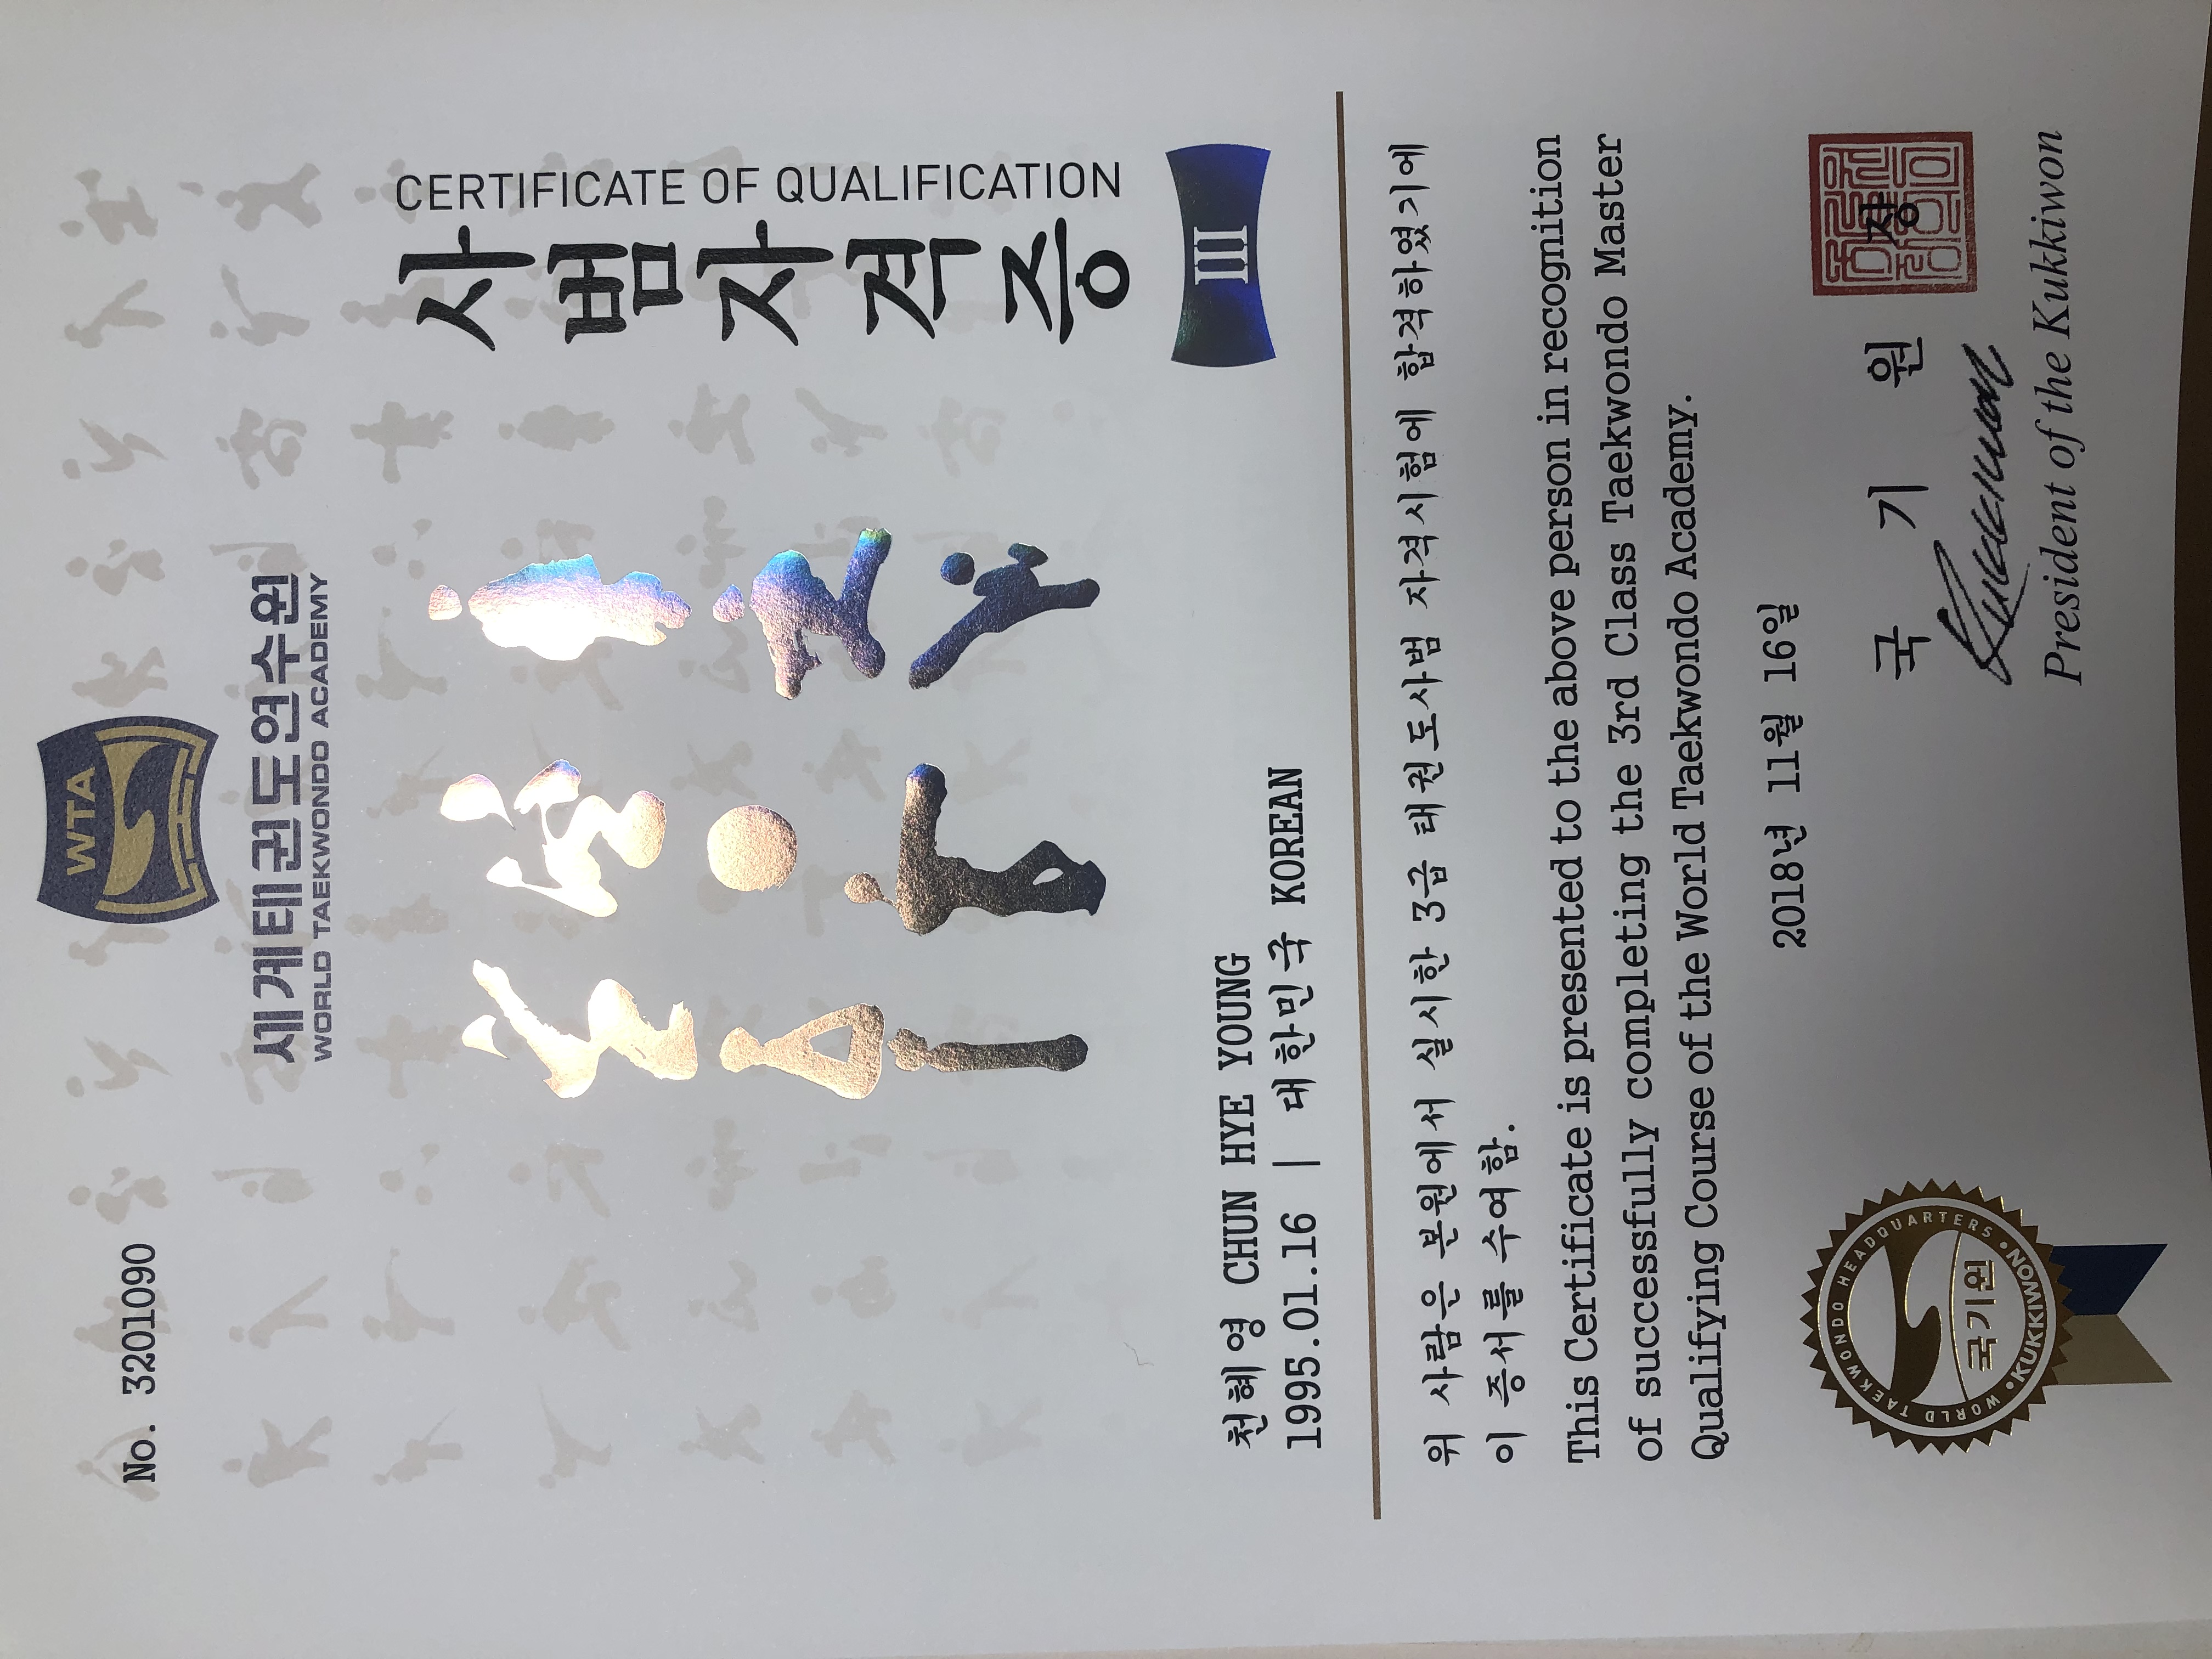 No. 3201090
WTA
세계태권도연수원
WORLD TAEKWONDO ACADEMY
CERTIFICATE OF QUALIFICATION
사범자격증
III
천혜영 CHUN HYE YOUNG
1995.01.16 | 대한민국 KOREAN
위 사람은 본원에서 실시한 3급 태권도사범 자격시험에 합격하였기에
이 증서를 수여함.
This Certificate is presented to the above person in recognition
of successfully completing the 3rd Class Taekwondo Master
Qualifying Course of the World Taekwondo Academy.
2018년 11월 16일
국 기 원 장
President of the Kukkiwon
WORLD TAEKWONDO HEADQUARTERS
국기원
•KUKKIWON•